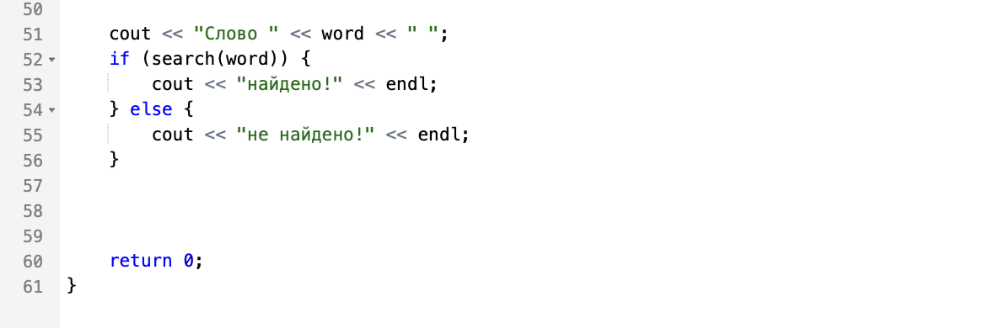 50
51 cout << "Слово " << word << " ";
52 if (search(word)) {
53 cout << "найдено!" << endl;
54 } else {
55 cout << "не найдено!" << endl;
56 }
57
58
59
60 return 0;
61 }